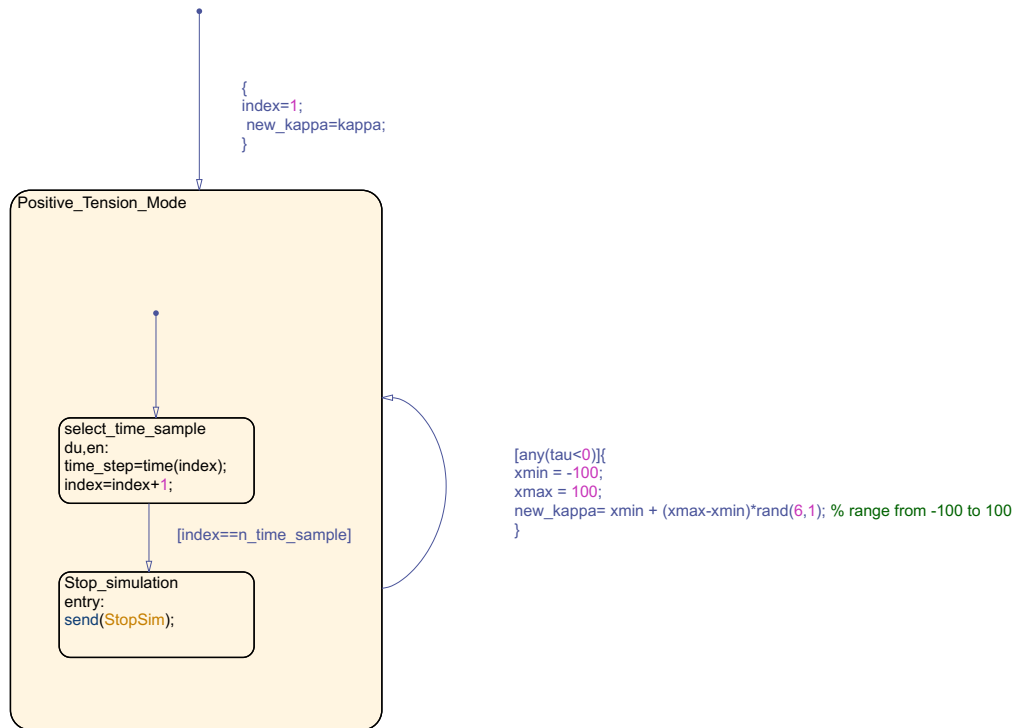 {
index=1;
new_kappa=kappa;
}
Positive_Tension_Mode
select_time_sample
du,en:
time_step=time(index);
index=index+1;
[index==n_time_sample]
Stop_simulation
entry:
send(StopSim);
[any(tau<0)]{
xmin = -100;
xmax = 100;
new_kappa= xmin + (xmax-xmin)*rand(6,1); % range from -100 to 100
}